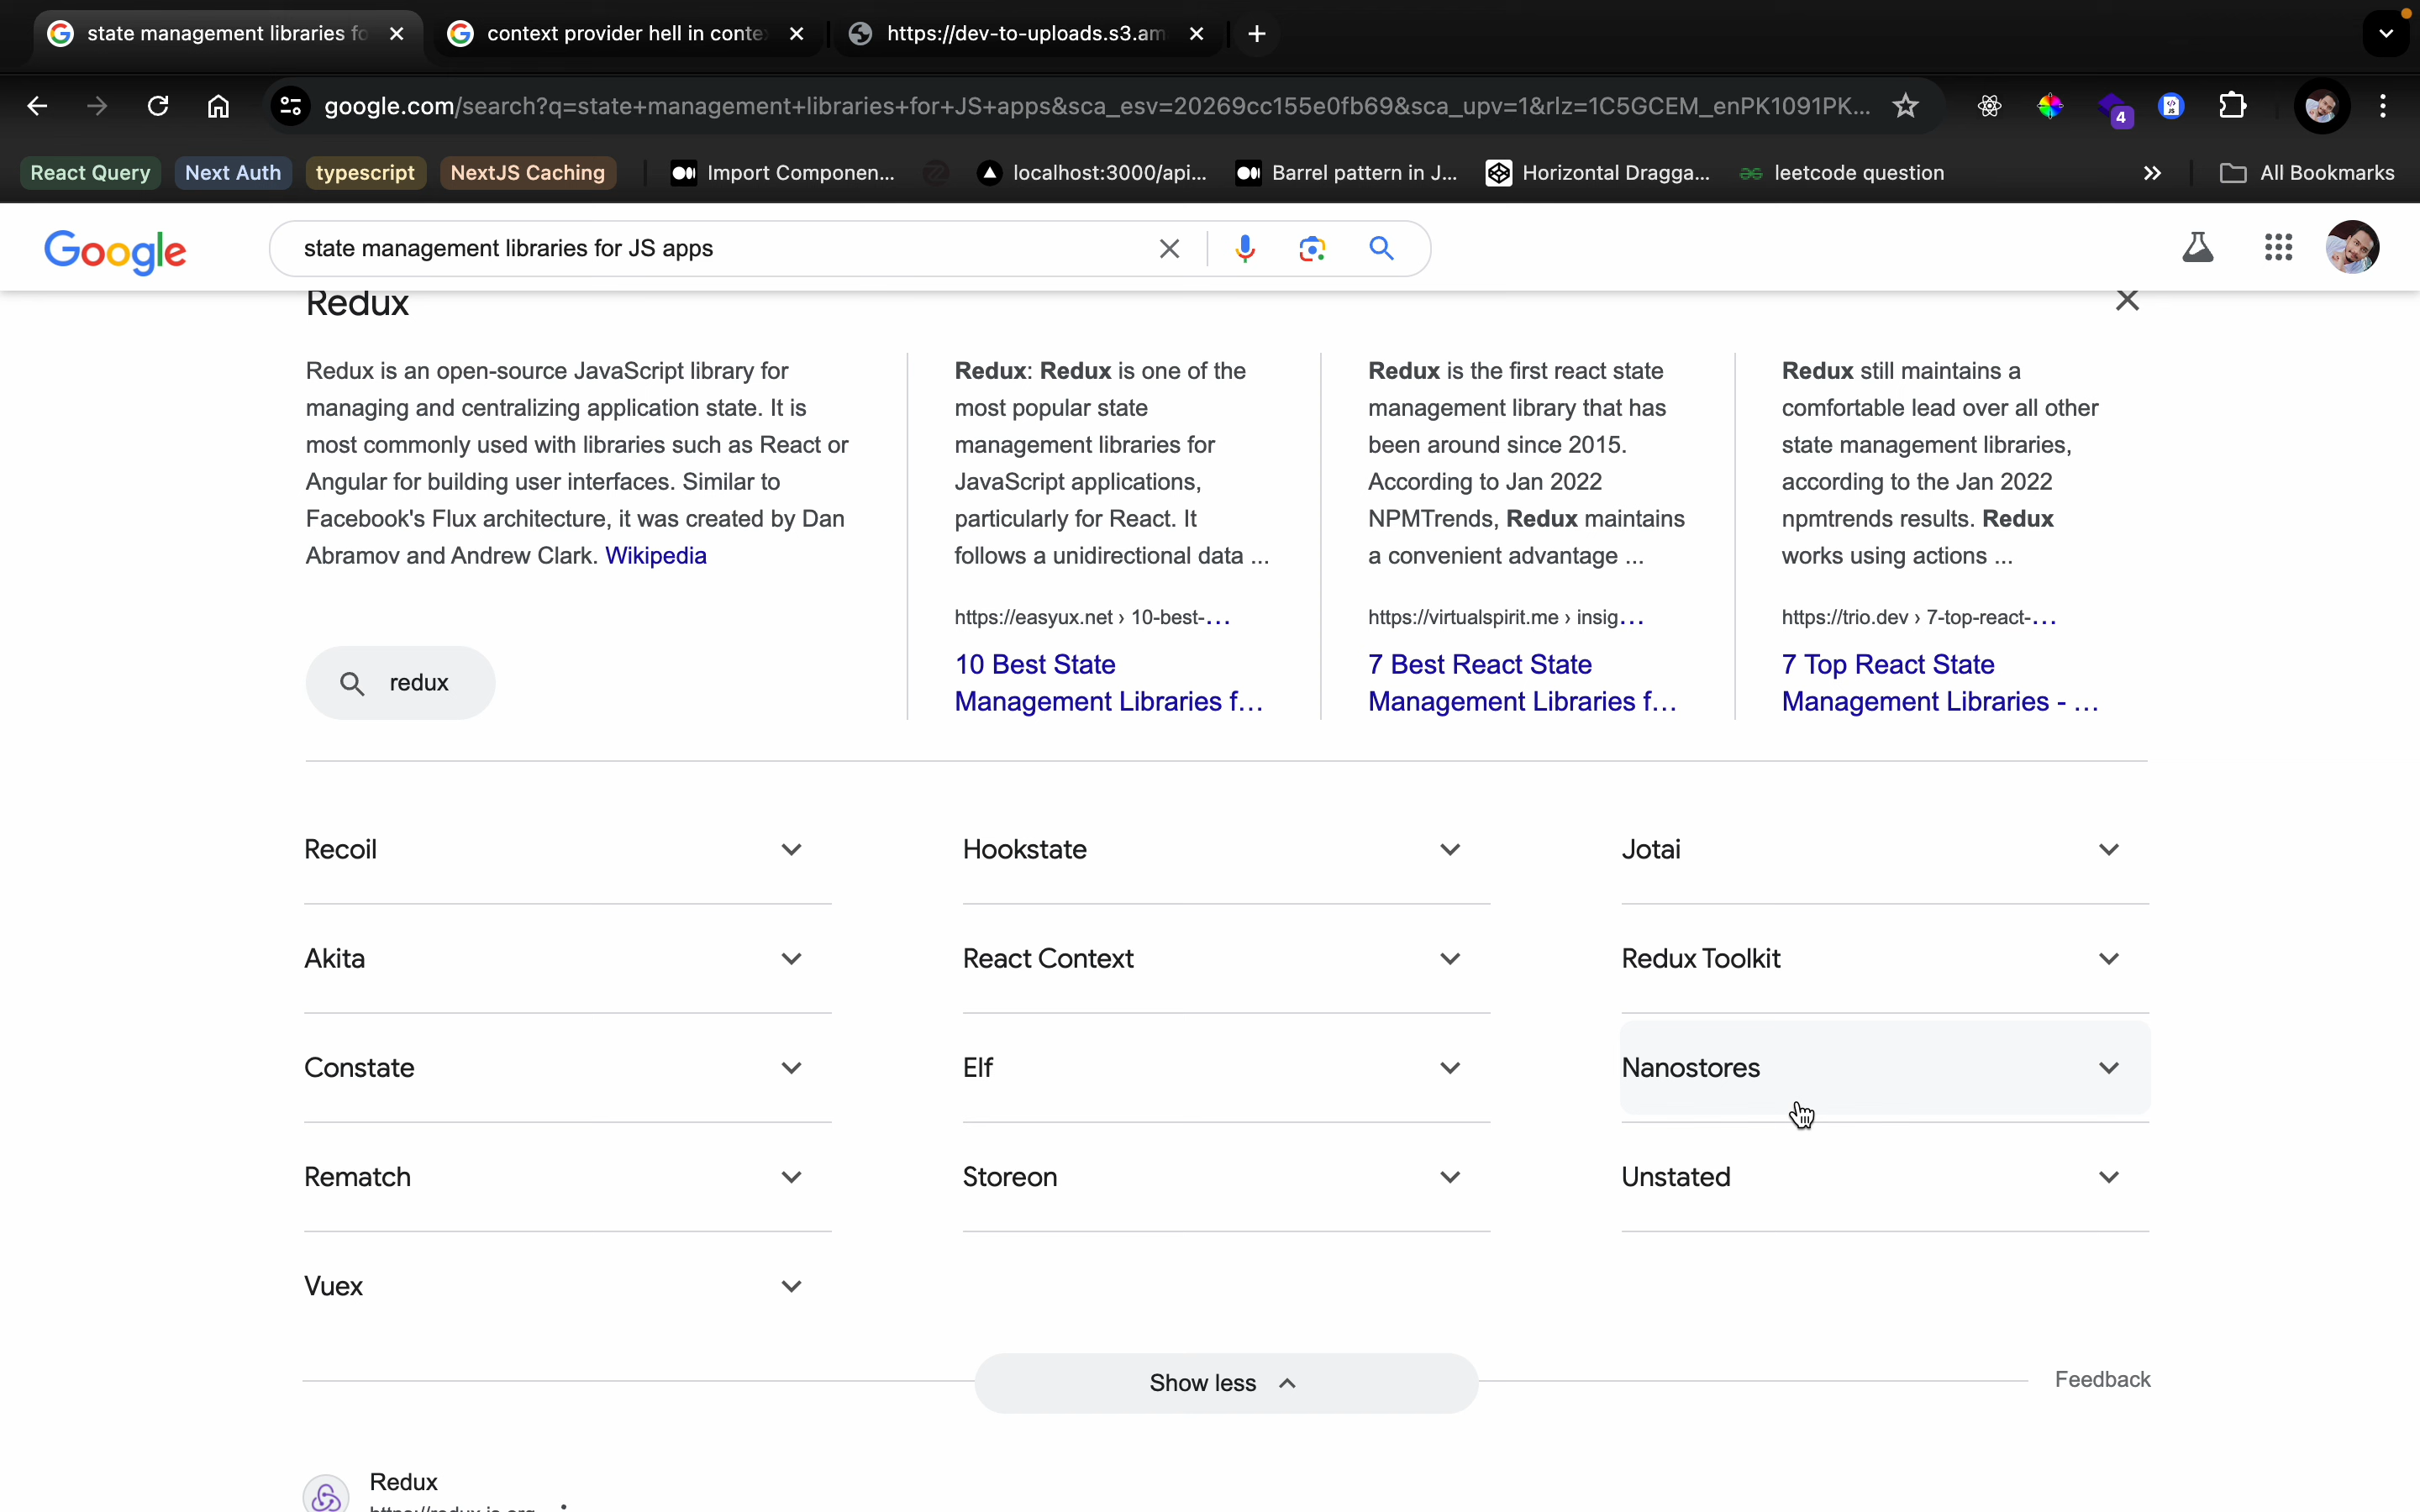 state management libraries fo
context provider hell in conte
https://dev-to-uploads.s3.am
google.com/search?q=state+management+libraries+for+JS+apps&sca_esv=20269cc155e0fb69&sca_upv=1&rlz=1C5GCEM_enPK1091PK...
4
React Query
Next Auth
typescript
NextJS Caching
Import Componen...
localhost:3000/api...
Barrel pattern in J...
Horizontal Dragga...
leetcode question
All Bookmarks
Google
state management libraries for JS apps
Redux
Redux is an open-source JavaScript library for
managing and centralizing application state. It is
most commonly used with libraries such as React or
Angular for building user interfaces. Similar to
Facebook's Flux architecture, it was created by Dan
Abramov and Andrew Clark. Wikipedia
redux
Redux: Redux is one of the
most popular state
management libraries for
JavaScript applications,
particularly for React. It
follows a unidirectional data ...
https://easyux.net › 10-best-...
10 Best State
Management Libraries f...
Redux is the first react state
management library that has
been around since 2015.
According to Jan 2022
NPMTrends, Redux maintains
a convenient advantage ...
https://virtualspirit.me › insig...
7 Best React State
Management Libraries f...
Redux still maintains a
comfortable lead over all other
state management libraries,
according to the Jan 2022
npmtrends results. Redux
works using actions ...
https://trio.dev › 7-top-react-...
7 Top React State
Management Libraries - ...
Recoil
Hookstate
Jotai
Akita
React Context
Redux Toolkit
Constate
Elf
Nanostores
Rematch
Storeon
Unstated
Vuex
Show less
Feedback
Redux